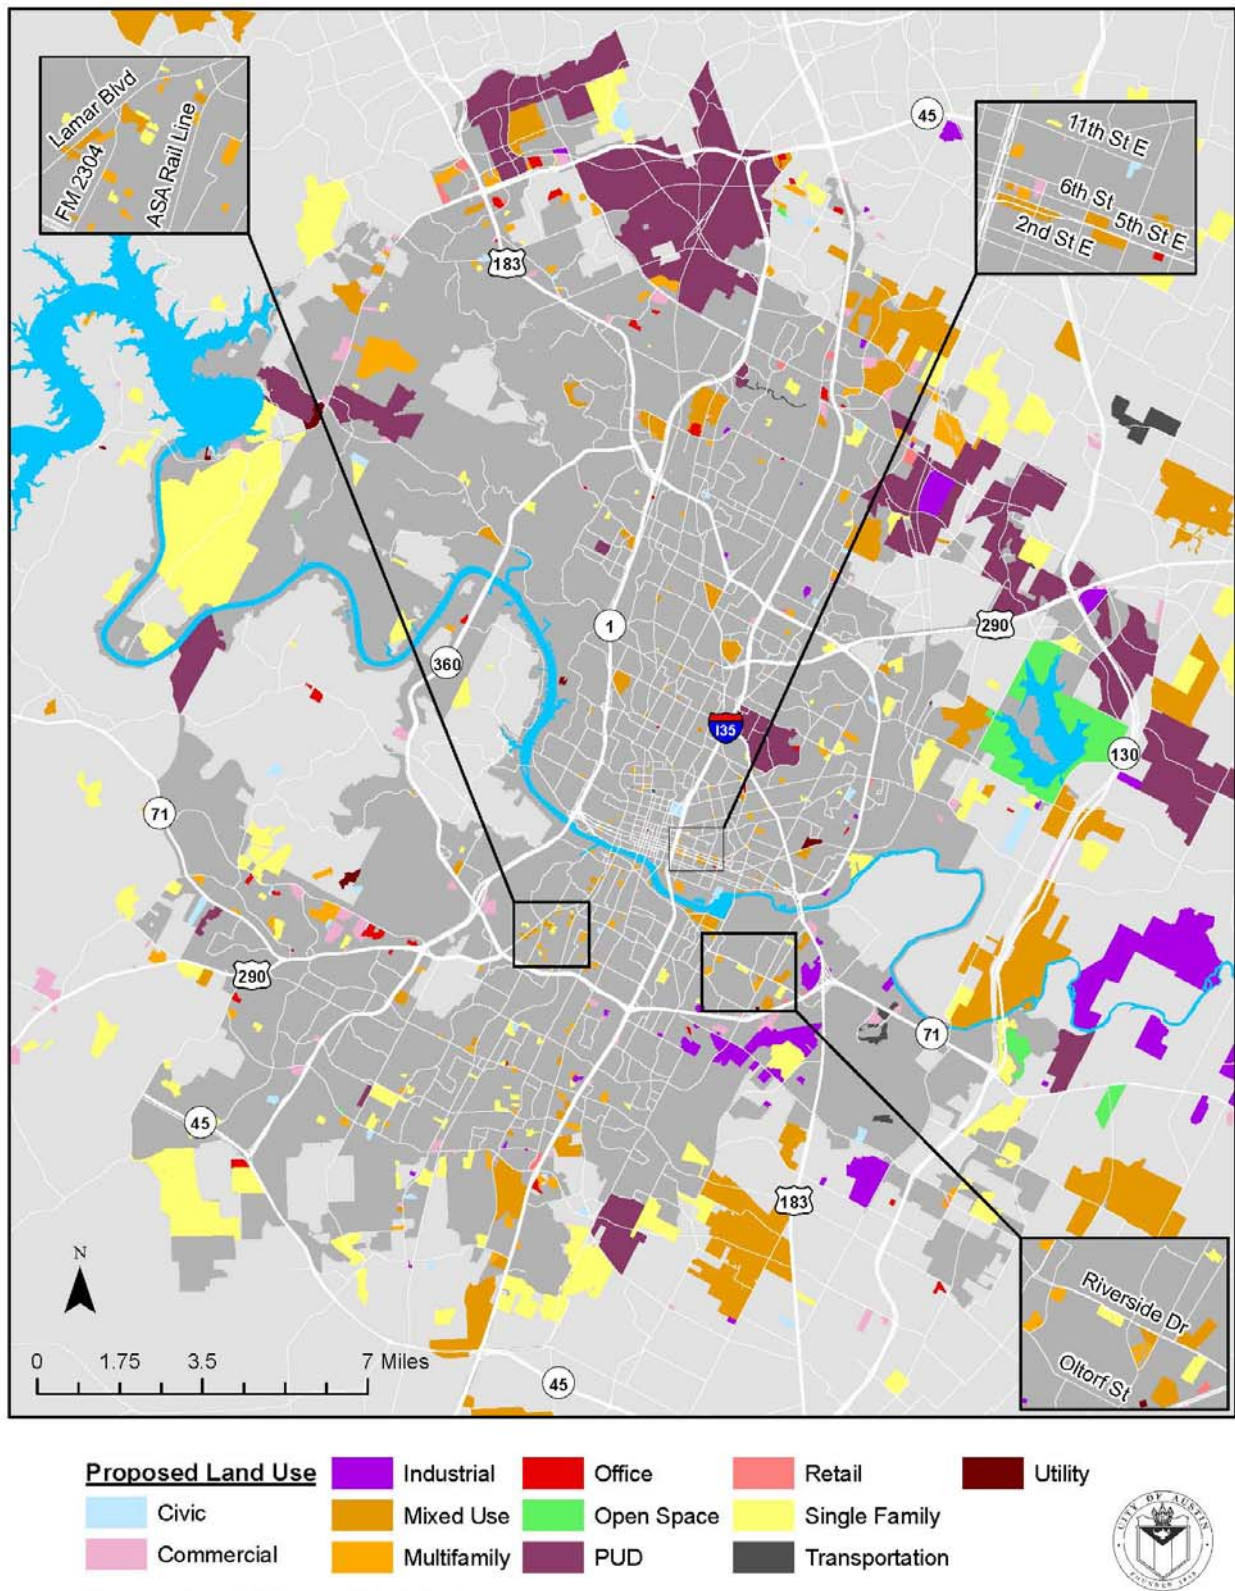 Lamar Blvd
FM 2304
ASA Rail Line
45
11th St E
6th St
5th St E
2nd St E
183
1
290
360
I35
130
71
290
71
45
183
N
0 1.75 3.5 7 Miles
45
Riverside Dr
Oltorf St
Proposed Land Use
Civic
Commercial
Industrial
Mixed Use
Multifamily
Office
Open Space
PUD
Retail
Single Family
Transportation
Utility
CITY OF AUSTIN
FOUNDED 1839